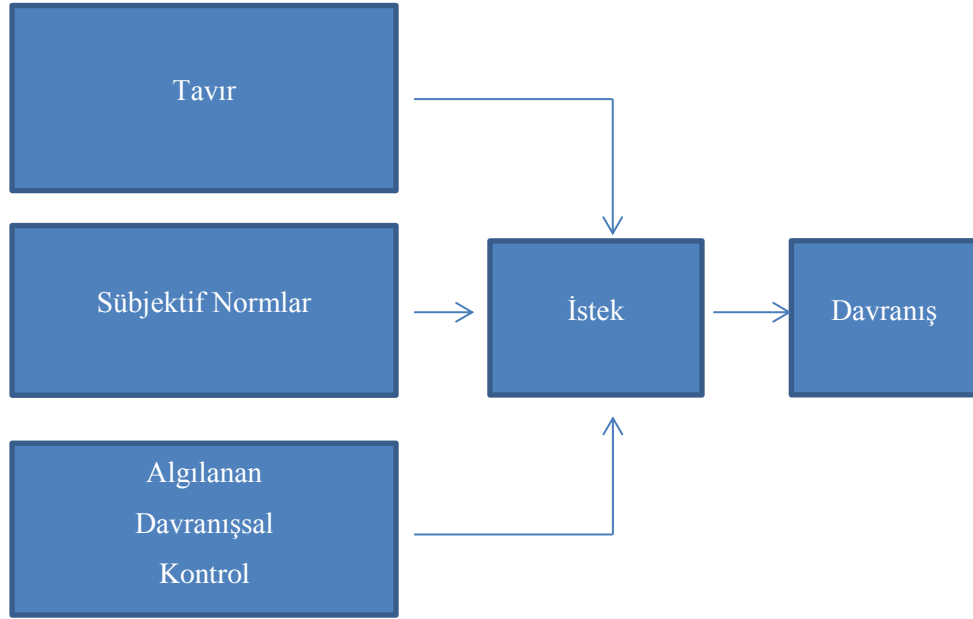 Tavır
Sübjektif Normlar
İstek
Davranış
Algılanan
Davranışsal
Kontrol